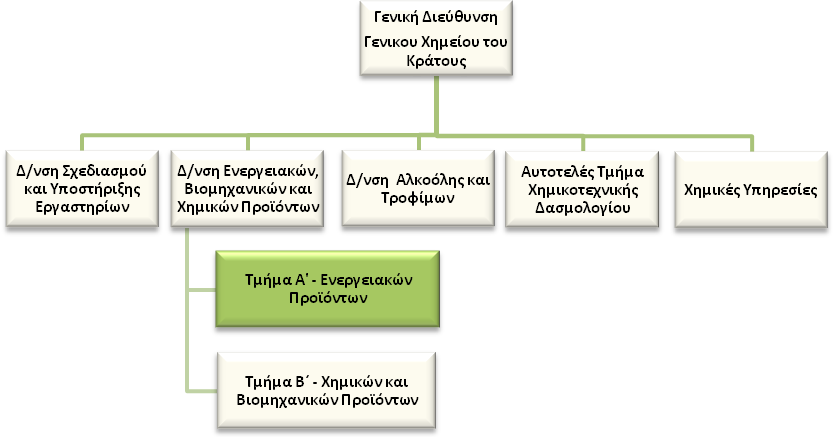 Γενική Διεύθυνση
Γενικου Χημείου του
Κράτους
Δ/νση Σχεδιασμού
και Υποστήριξης
Εργαστηρίων
Δ/νση Ενεργειακών,
Βιομηχανικών και
Χημικών Προϊόντων
Δ/νση Αλκοόλης και
Τροφίμων
Αυτοτελές Τμήμα
Χημικοτεχνικής
Δασμολογίου
Χημικές Υπηρεσίες
Τμήμα Α' - Ενεργειακών
Προϊόντων
Τμήμα Β΄ - Χημικών και
Βιομηχανικών Προϊόντων